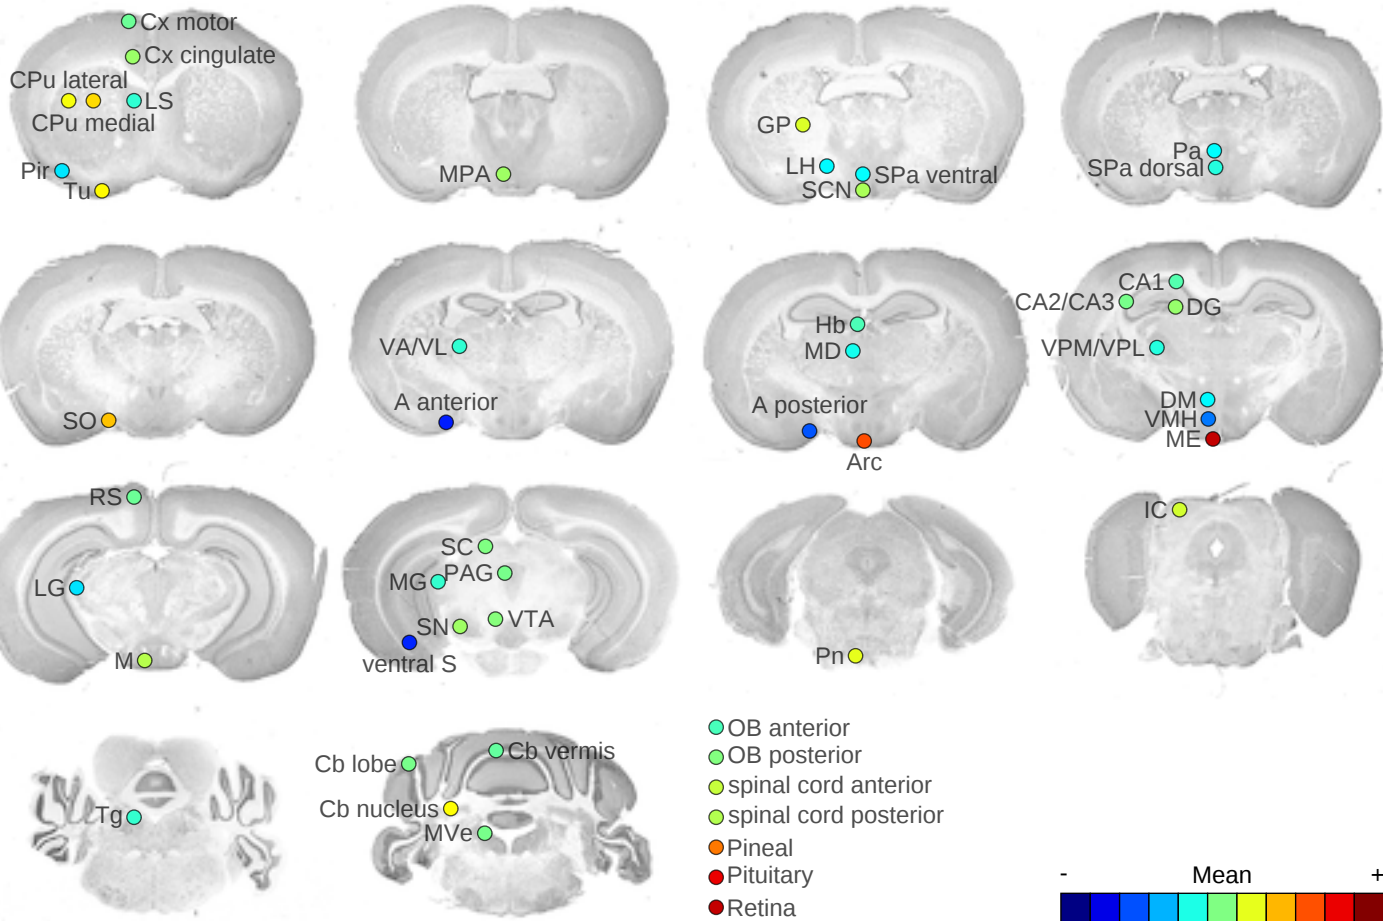 Cx motor
Cx cingulate
CPu lateral
LS
CPu medial
Pir
Tu
MPA
GP
LH
SPa ventral
SCN
Pa
SPa dorsal
SO
VA/VL
A anterior
Hb
MD
A posterior
Arc
CA1
CA2/CA3
DG
VPM/VPL
DM
VMH
ME
RS
LG
M
SC
PAG
MG
VTA
SN
ventral S
Pn
IC
Tg
Cb vermis
Cb lobe
Cb nucleus
MVe
OB anterior
OB posterior
spinal cord anterior
spinal cord posterior
Pineal
Pituitary
Retina
- Mean +